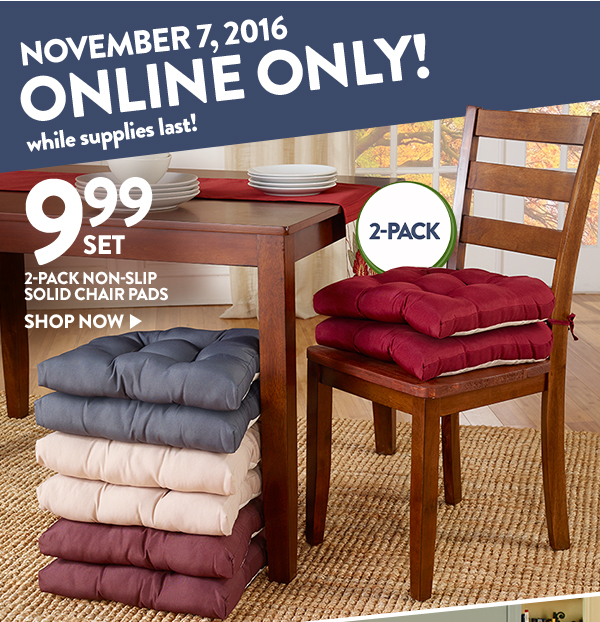 NOVEMBER 7, 2016
ONLINE ONLY!
while supplies last!
9.99
SET
2-PACK NON-SLIP
SOLID CHAIR PADS
SHOP NOW ▶
2-PACK